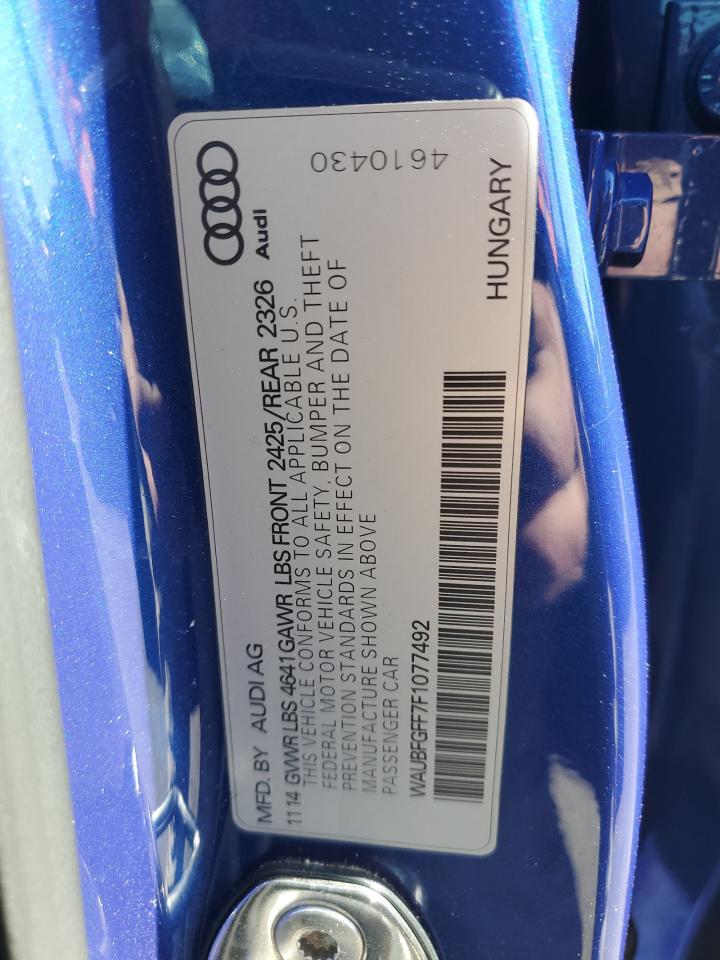 Audi
4610430
MFD. BY AUDI AG
11 14 GVWR LBS 4641 GAWR LBS FRONT 2425/REAR 2326
THIS VEHICLE CONFORMS TO ALL APPLICABLE U.S.
FEDERAL MOTOR VEHICLE SAFETY, BUMPER AND THEFT
PREVENTION STANDARDS IN EFFECT ON THE DATE OF
MANUFACTURE SHOWN ABOVE
PASSENGER CAR
HUNGARY
WAUBFGFF7F1077492